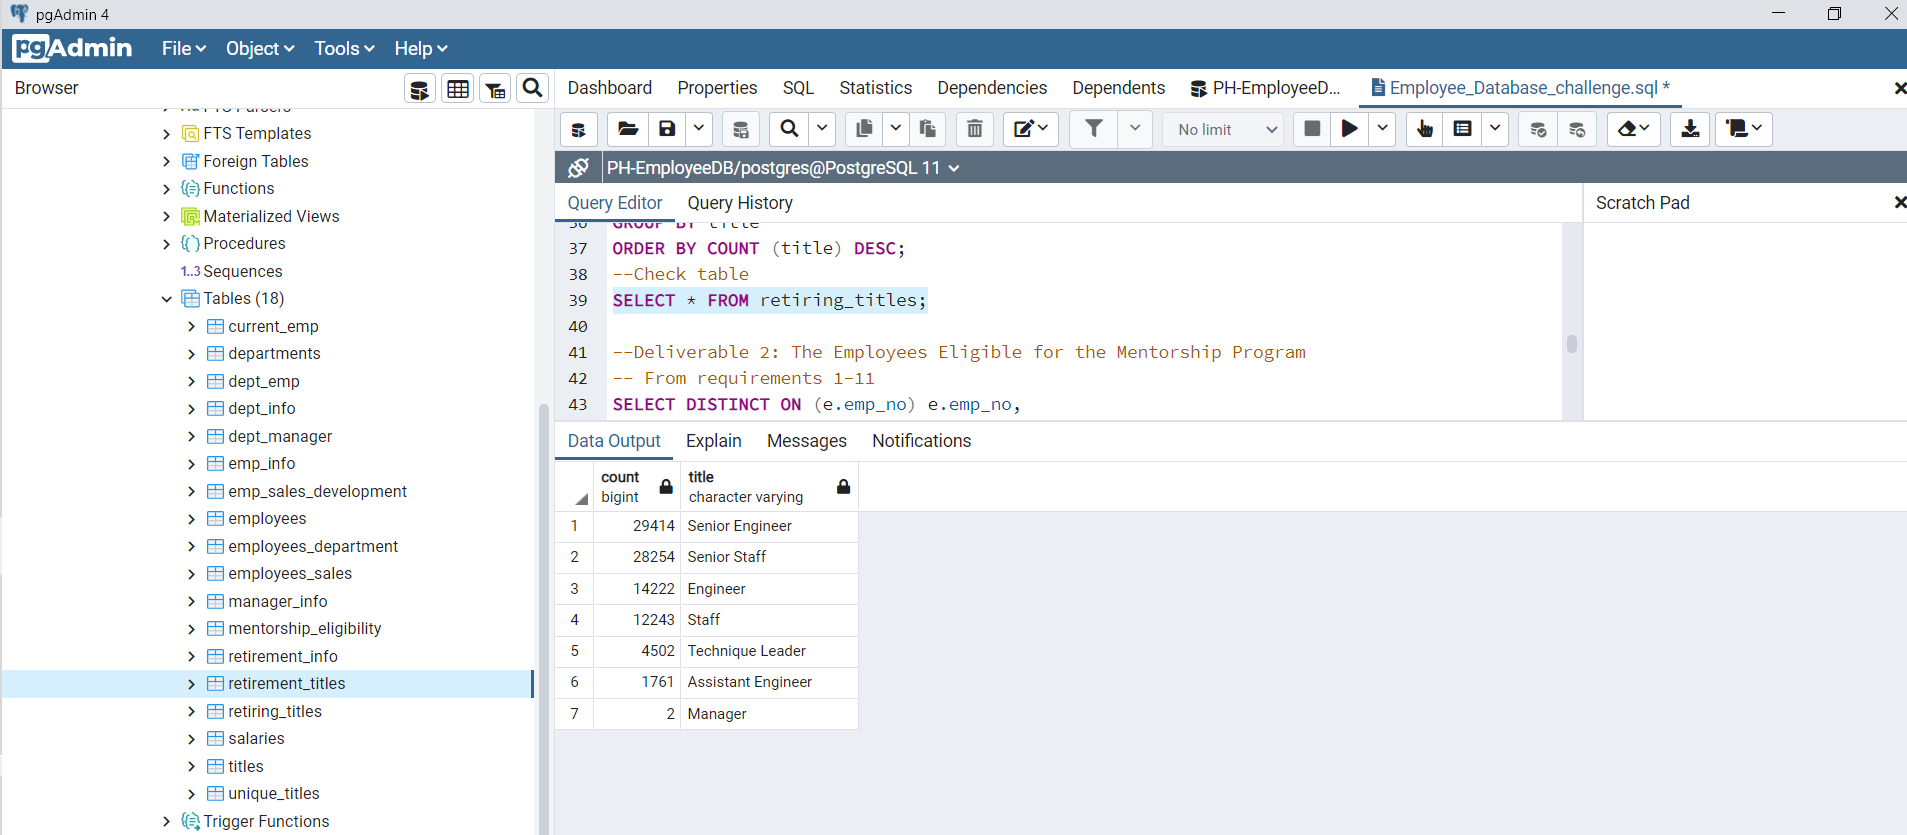 pgAdmin 4
pgAdmin File Object Tools Help
Browser
Dashboard Properties SQL Statistics Dependencies Dependents PH-EmployeeD... Employee_Database_challenge.sql *
No limit
PH-EmployeeDB/postgres@PostgreSQL 11
Query Editor Query History
Scratch Pad
FTS Parsers
FTS Templates
Foreign Tables
Functions
Materialized Views
Procedures
1..3 Sequences
Tables (18)
current_emp
departments
dept_emp
dept_info
dept_manager
emp_info
emp_sales_development
employees
employees_department
employees_sales
manager_info
mentorship_eligibility
retirement_info
retirement_titles
retiring_titles
salaries
titles
unique_titles
Trigger Functions
36 GROUP BY title
37 ORDER BY COUNT (title) DESC;
38 --Check table
39 SELECT * FROM retiring_titles;
40
41 --Deliverable 2: The Employees Eligible for the Mentorship Program
42 -- From requirements 1-11
43 SELECT DISTINCT ON (e.emp_no) e.emp_no,
Data Output Explain Messages Notifications
count title
bigint character varying
1 29414 Senior Engineer
2 28254 Senior Staff
3 14222 Engineer
4 12243 Staff
5 4502 Technique Leader
6 1761 Assistant Engineer
7 2 Manager